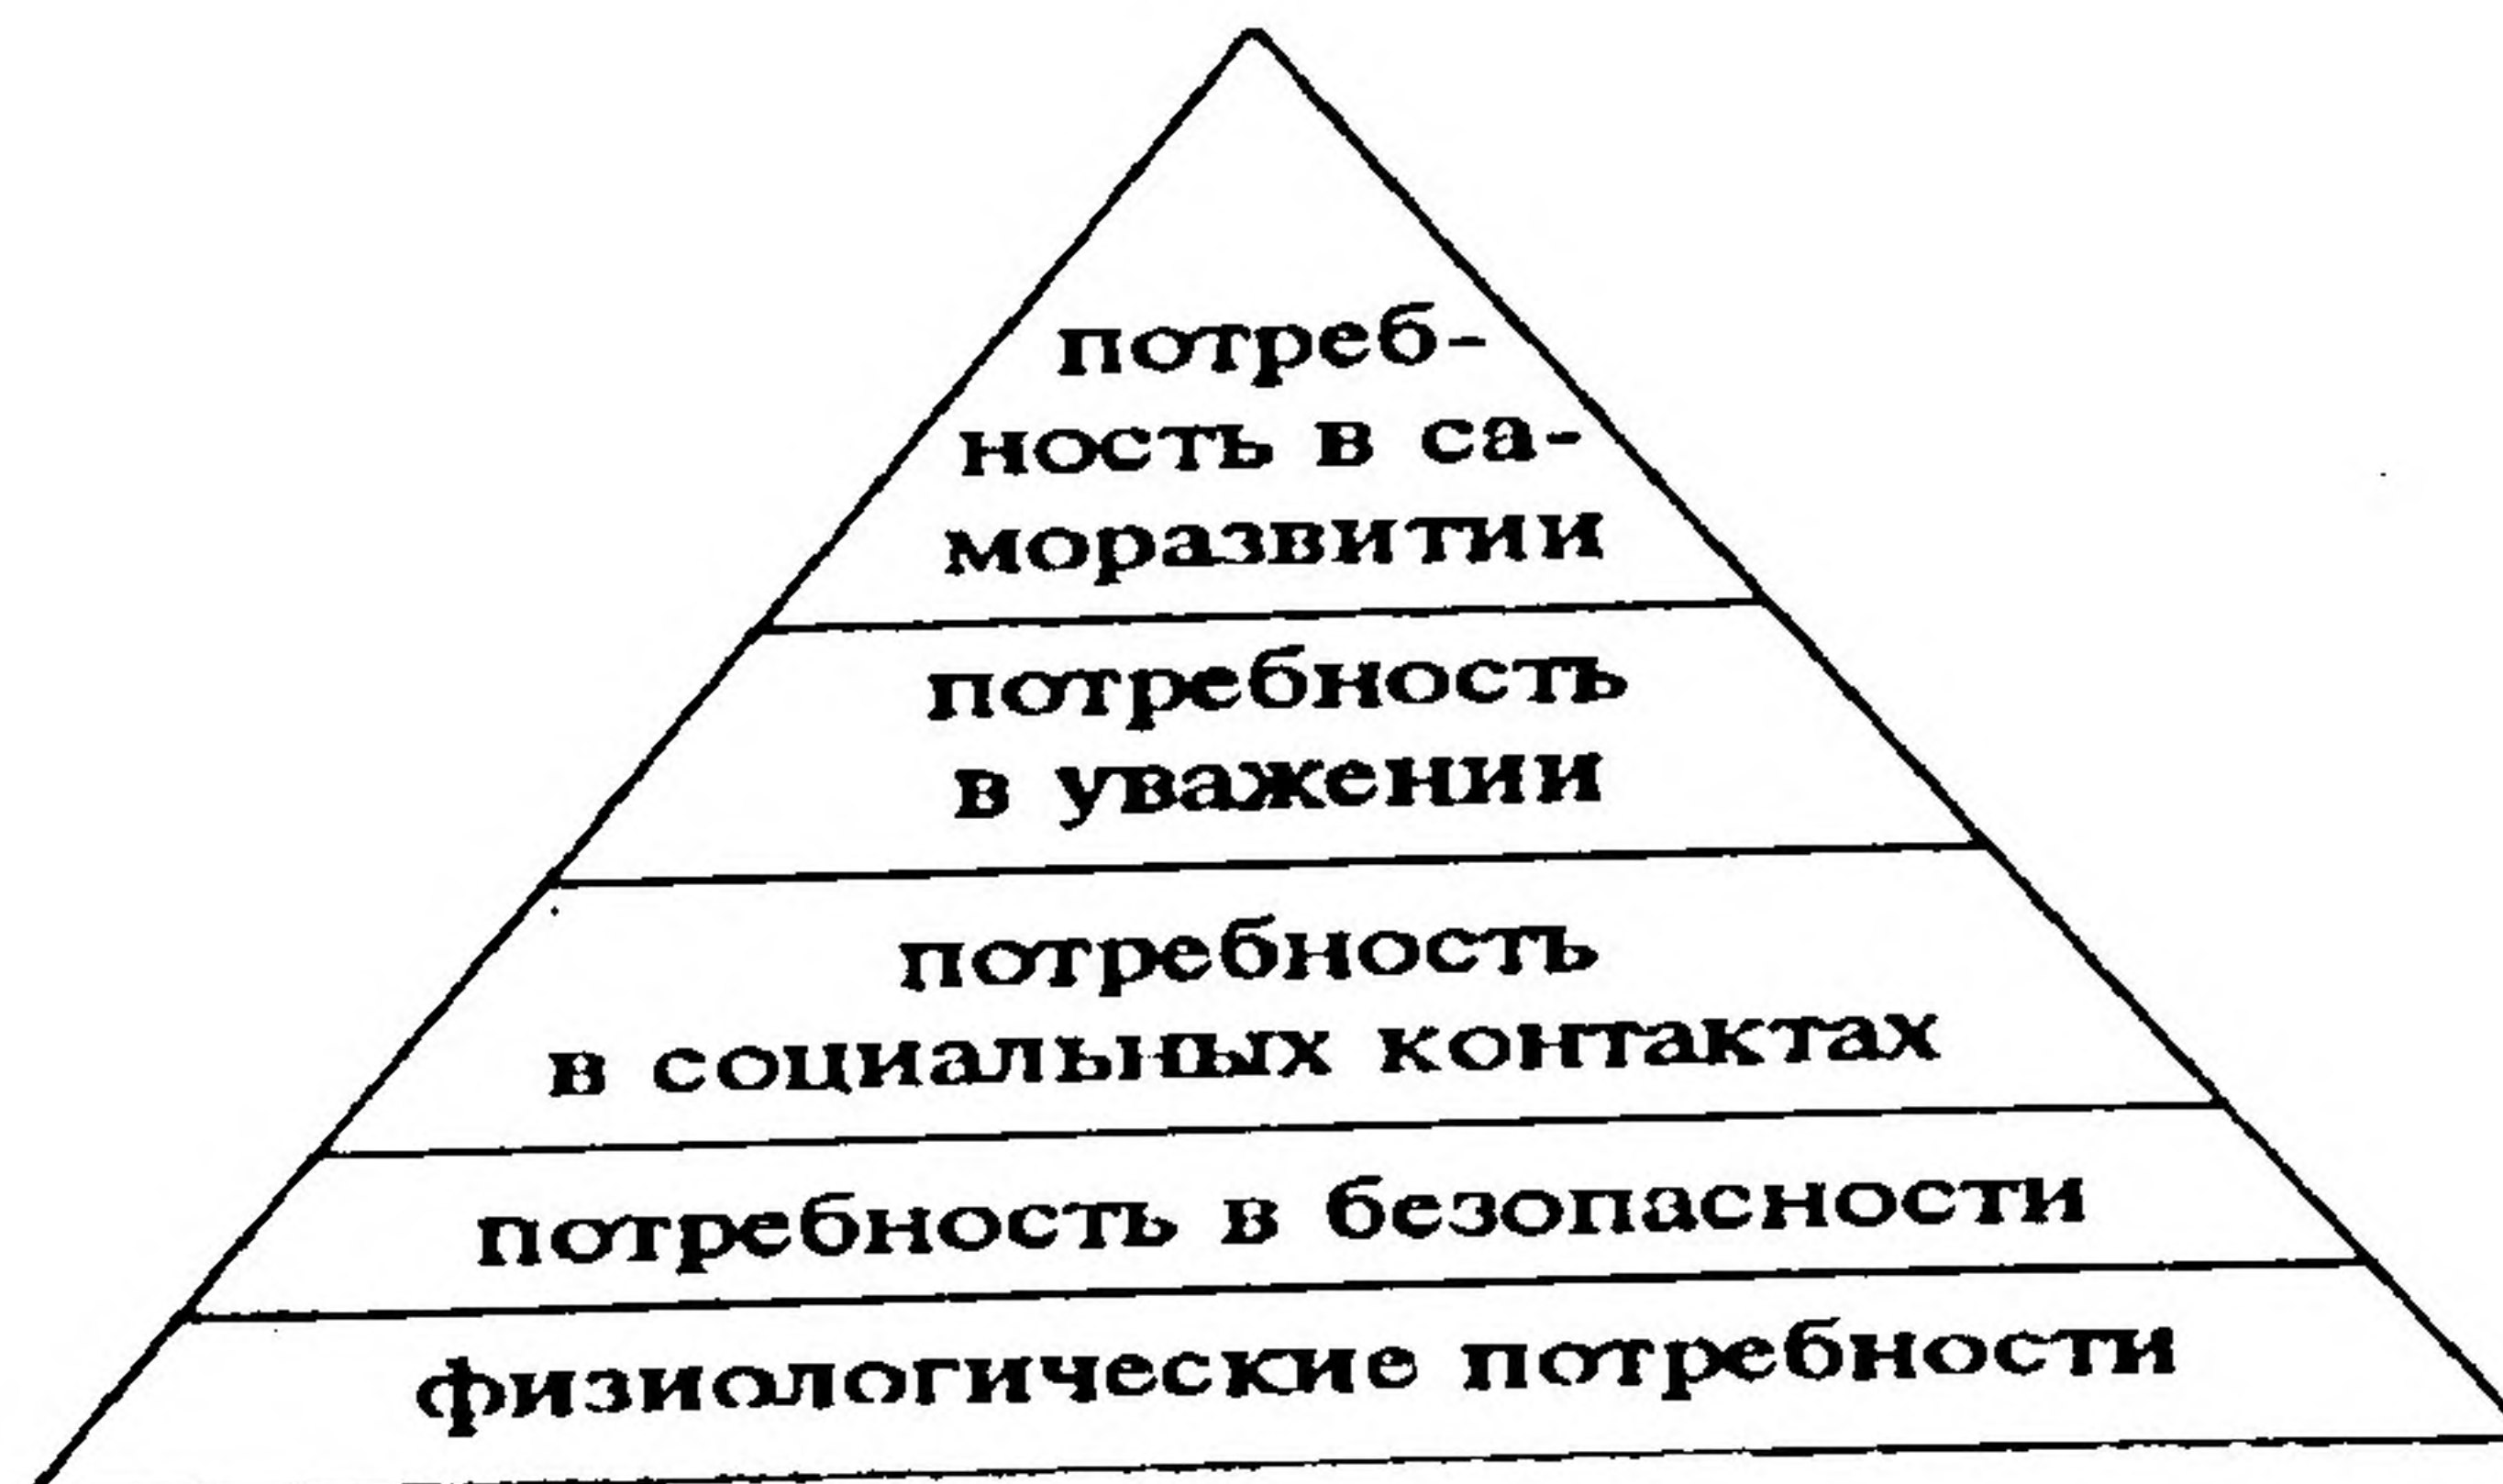 потреб-
ность в са-
моразвитии
потребность
в уважении
потребность
в социальных контактах
потребность в безопасности
физиологические потребности